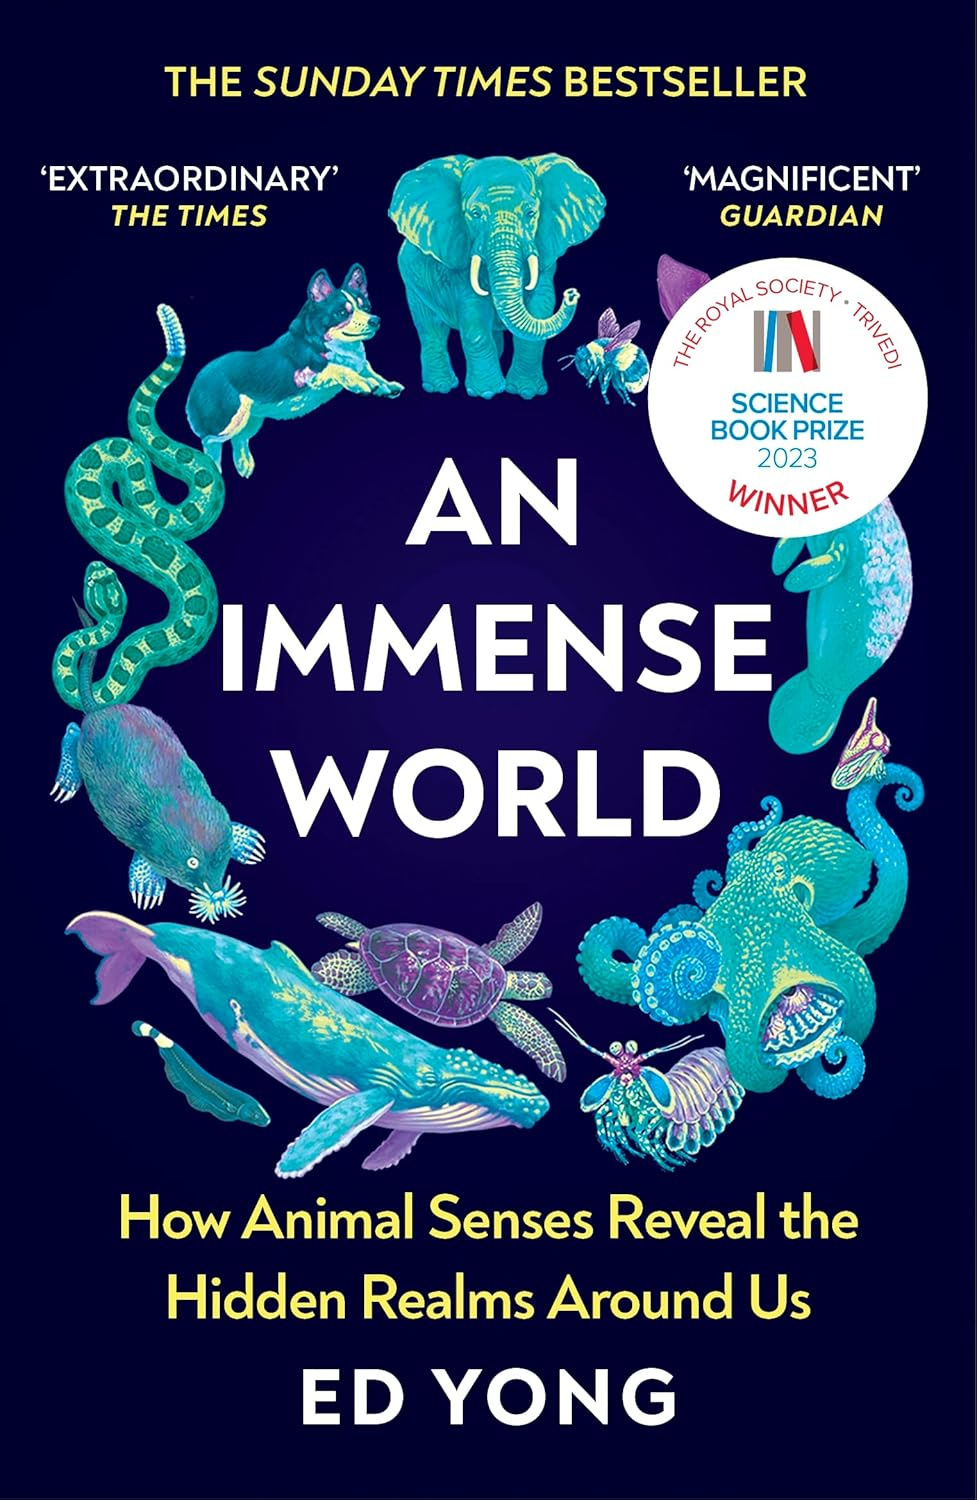 THE SUNDAY TIMES BESTSELLER
‘EXTRAORDINARY’
THE TIMES
‘MAGNIFICENT’
GUARDIAN
THE ROYAL SOCIETY · TRIVEDI
SCIENCE
BOOK PRIZE
2023
WINNER
AN
IMMENSE
WORLD
How Animal Senses Reveal the
Hidden Realms Around Us
ED YONG